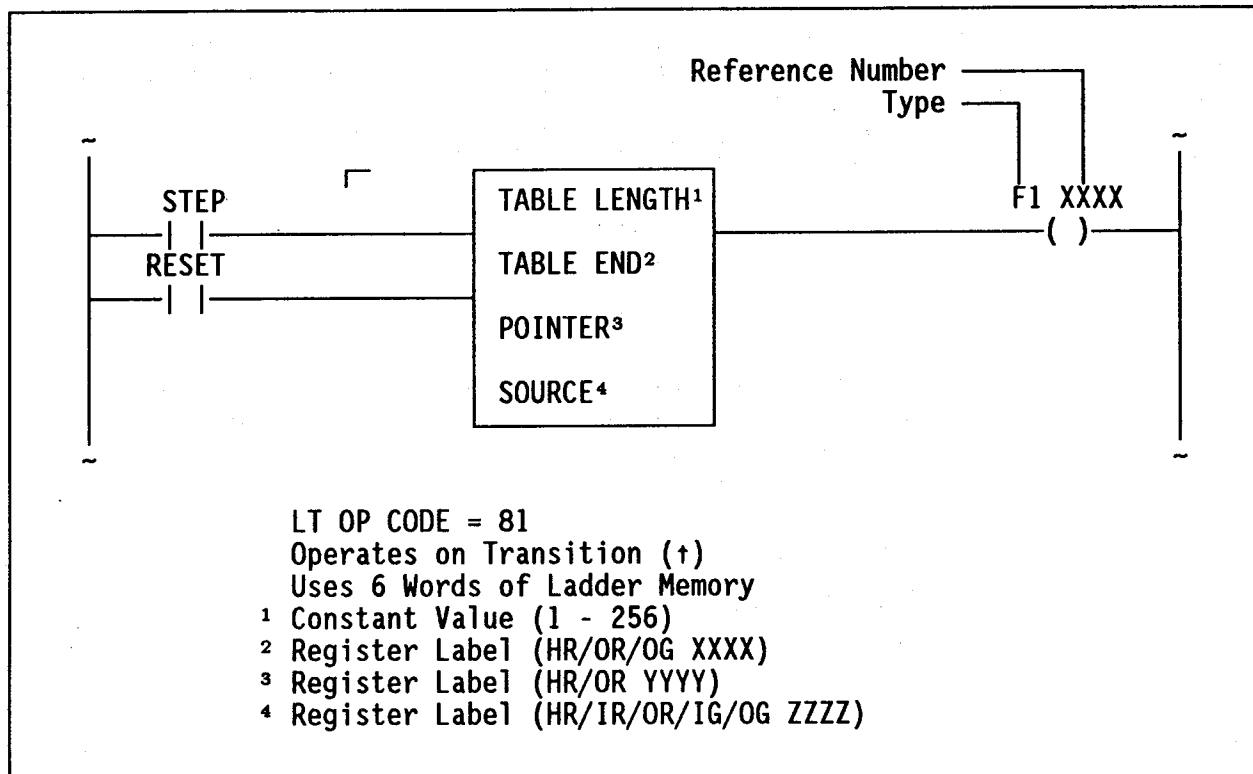 Reference Number
Type
~ ~
F1 XXXX
STEP
TABLE LENGTH¹
( )
RESET
TABLE END²
POINTER³
SOURCE⁴
~ ~
LT OP CODE = 81
Operates on Transition (↑)
Uses 6 Words of Ladder Memory
¹ Constant Value (1 - 256)
² Register Label (HR/OR/OG XXXX)
³ Register Label (HR/OR YYYY)
⁴ Register Label (HR/IR/OR/IG/OG ZZZZ)